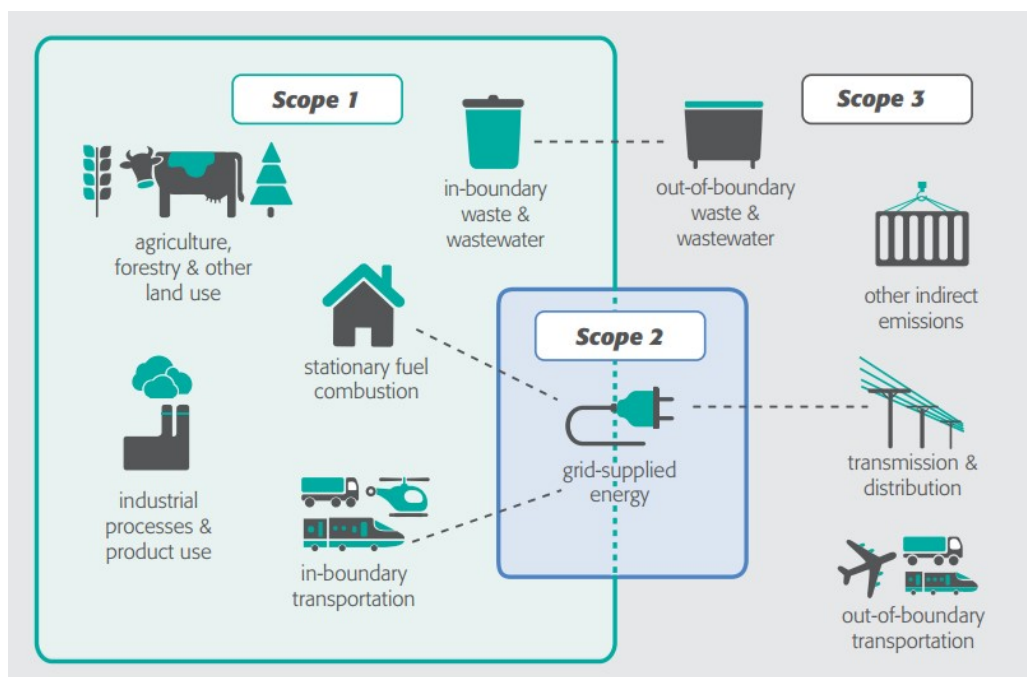 Scope 1
Scope 3
in-boundary
waste &
wastewater
out-of-boundary
waste &
wastewater
agriculture,
forestry & other
land use
other indirect
emissions
Scope 2
stationary fuel
combustion
grid-supplied
energy
transmission &
distribution
industrial
processes &
product use
in-boundary
transportation
out-of-boundary
transportation